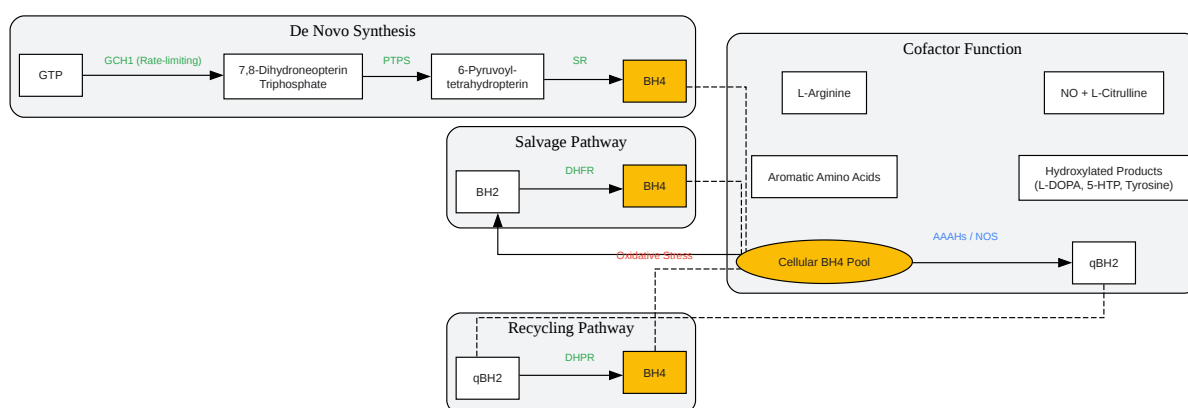 De Novo Synthesis
GTP
GCH1 (Rate-limiting)
7,8-Dihydroneopterin
Triphosphate
PTPS
6-Pyruvoyl-
tetrahydropterin
SR
BH4
Cofactor Function
L-Arginine
NO + L-Citrulline
Aromatic Amino Acids
Hydroxylated Products
(L-DOPA, 5-HTP, Tyrosine)
Cellular BH4 Pool
AAAHs / NOS
qBH2
Salvage Pathway
BH2
DHFR
BH4
Oxidative Stress
Recycling Pathway
qBH2
DHPR
BH4